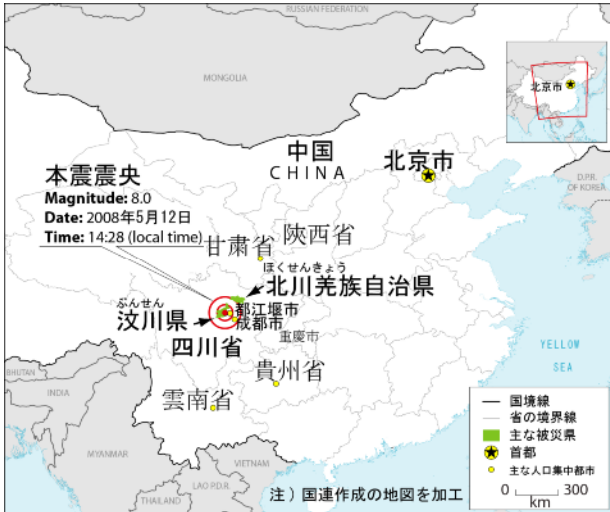 RUSSIAN FEDERATION
MONGOLIA
北京市
中国
CHINA
北京市
D.P.R.
OF KOREA
本震震央
Magnitude: 8.0
Date: 2008年5月12日
Time: 14:28 (local time)
甘粛省
陝西省
ほくせんきょう
北川羌族自治県
ぶんせん
汶川県
都江堰市
成都市
四川省
重慶市
貴州省
雲南省
YELLOW
SEA
BHUTAN
INDIA
MYANMAR
VIETNAM
LAO P.D.R.
THAILAND
国境線
省の境界線
主な被災県
首都
主な人口集中都市
0 300
km
注）国連作成の地図を加工